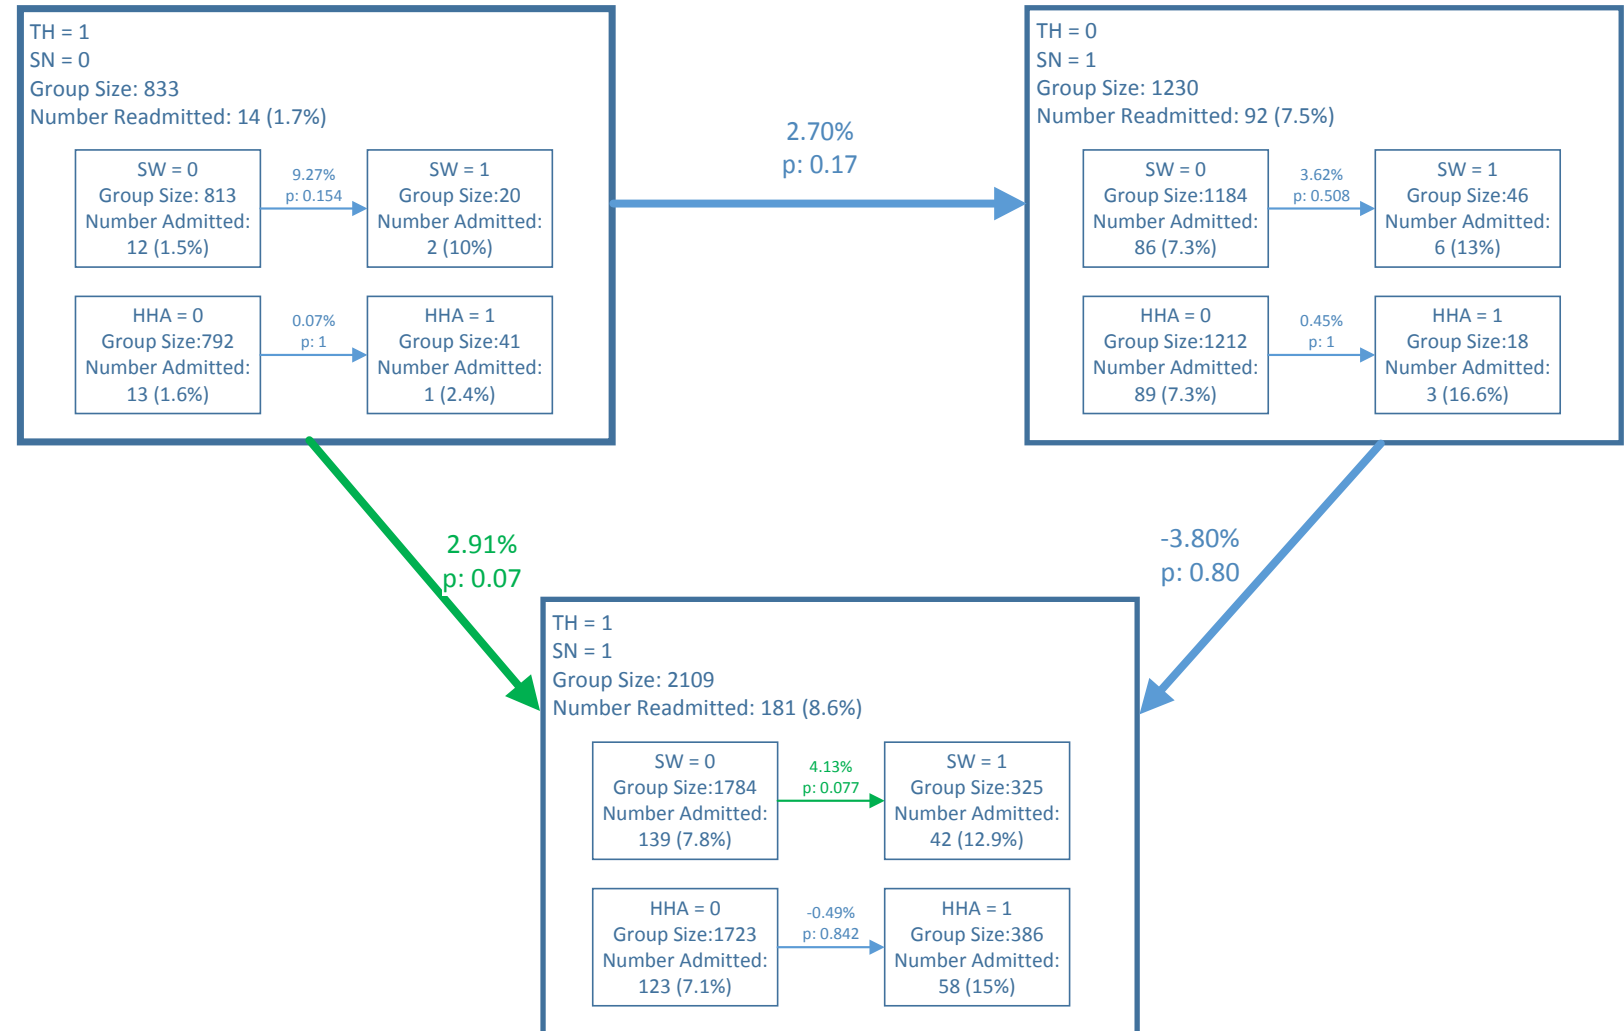 TH = 1
SN = 0
Group Size: 833
Number Readmitted: 14 (1.7%)
SW = 0
Group Size: 813
Number Admitted:
12 (1.5%)
9.27%
p: 0.154
SW = 1
Group Size:20
Number Admitted:
2 (10%)
HHA = 0
Group Size:792
Number Admitted:
13 (1.6%)
0.07%
p: 1
HHA = 1
Group Size:41
Number Admitted:
1 (2.4%)
2.70%
p: 0.17
TH = 0
SN = 1
Group Size: 1230
Number Readmitted: 92 (7.5%)
SW = 0
Group Size:1184
Number Admitted:
86 (7.3%)
3.62%
p: 0.508
SW = 1
Group Size:46
Number Admitted:
6 (13%)
HHA = 0
Group Size:1212
Number Admitted:
89 (7.3%)
0.45%
p: 1
HHA = 1
Group Size:18
Number Admitted:
3 (16.6%)
2.91%
p: 0.07
-3.80%
p: 0.80
TH = 1
SN = 1
Group Size: 2109
Number Readmitted: 181 (8.6%)
SW = 0
Group Size:1784
Number Admitted:
139 (7.8%)
4.13%
p: 0.077
SW = 1
Group Size:325
Number Admitted:
42 (12.9%)
HHA = 0
Group Size:1723
Number Admitted:
123 (7.1%)
-0.49%
p: 0.842
HHA = 1
Group Size:386
Number Admitted:
58 (15%)